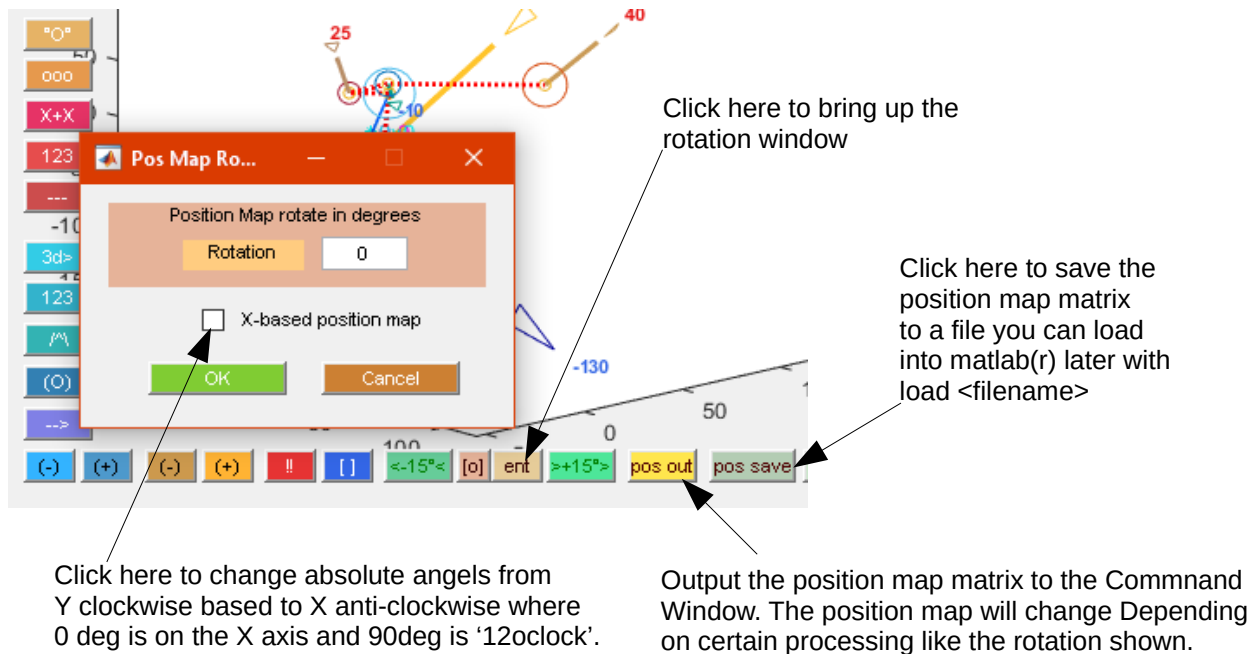 "O"
50
ooo
X+X
123
---
-10
3d>
123
/^\
(O)
-->
25
40
-10
Pos Map Ro...
Position Map rotate in degrees
Rotation
0
X-based position map
OK
Cancel
-130
50
0
100
(-)
(+)
(-)
(+)
!!
[ ]
<-15°<
[o]
ent
>+15°>
pos out
pos save
Click here to bring up the
rotation window
Click here to save the
position map matrix
to a file you can load
into matlab(r) later with
load <filename>
Click here to change absolute angels from
Y clockwise based to X anti-clockwise where
0 deg is on the X axis and 90deg is ‘12oclock’.
Output the position map matrix to the Commnand
Window. The position map will change Depending
on certain processing like the rotation shown.